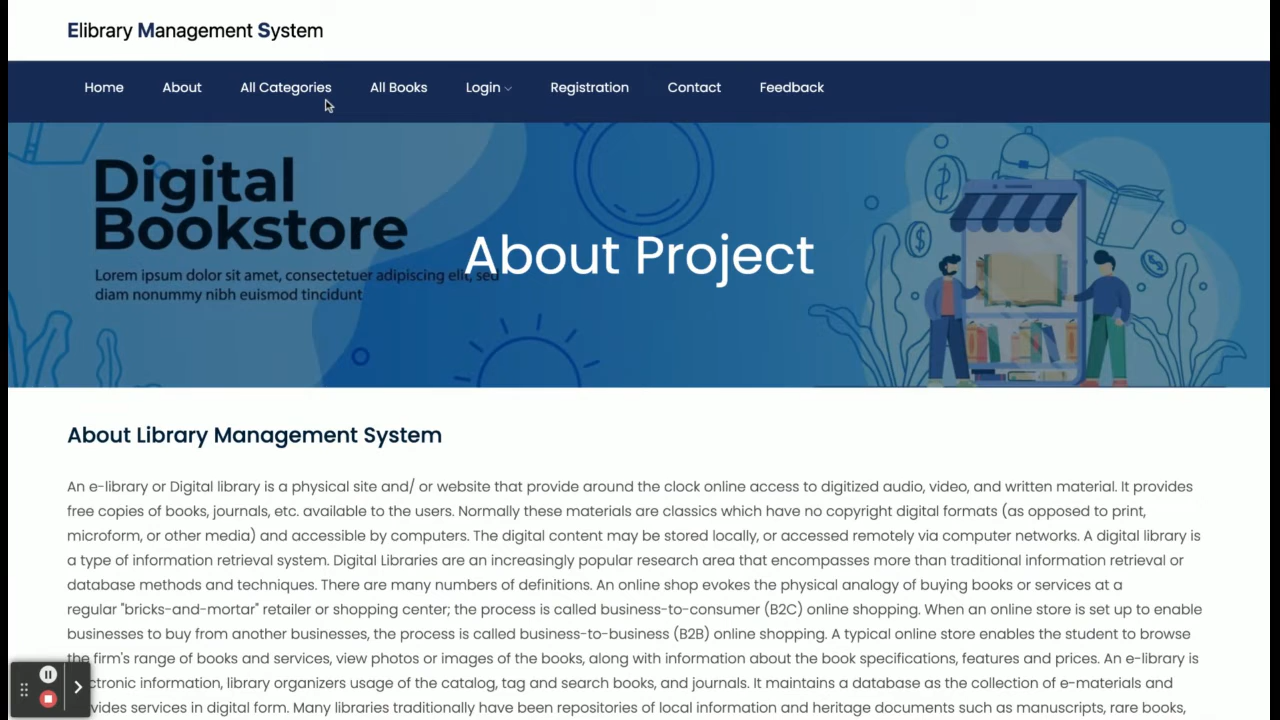 Elibrary Management System
Home About All Categories All Books Login Registration Contact Feedback
Digital
Bookstore
Lorem ipsum dolor sit amet, consectetuer adipiscing elit, sed
diam nonummy nibh euismod tincidunt
About Project
About Library Management System
An e-library or Digital library is a physical site and/ or website that provide around the clock online access to digitized audio, video, and written material. It provides
free copies of books, journals, etc. available to the users. Normally these materials are classics which have no copyright digital formats (as opposed to print,
microform, or other media) and accessible by computers. The digital content may be stored locally, or accessed remotely via computer networks. A digital library is
a type of information retrieval system. Digital Libraries are an increasingly popular research area that encompasses more than traditional information retrieval or
database methods and techniques. There are many numbers of definitions. An online shop evokes the physical analogy of buying books or services at a
regular "bricks-and-mortar" retailer or shopping center; the process is called business-to-consumer (B2C) online shopping. When an online store is set up to enable
businesses to buy from another businesses, the process is called business-to-business (B2B) online shopping. A typical online store enables the student to browse
the firm's range of books and services, view photos or images of the books, along with information about the book specifications, features and prices. An e-library is
ctronic information, library organizers usage of the catalog, tag and search books, and journals. It maintains a database as the collection of e-materials and
vides services in digital form. Many libraries traditionally have been repositories of local information and heritage documents such as manuscripts, rare books,